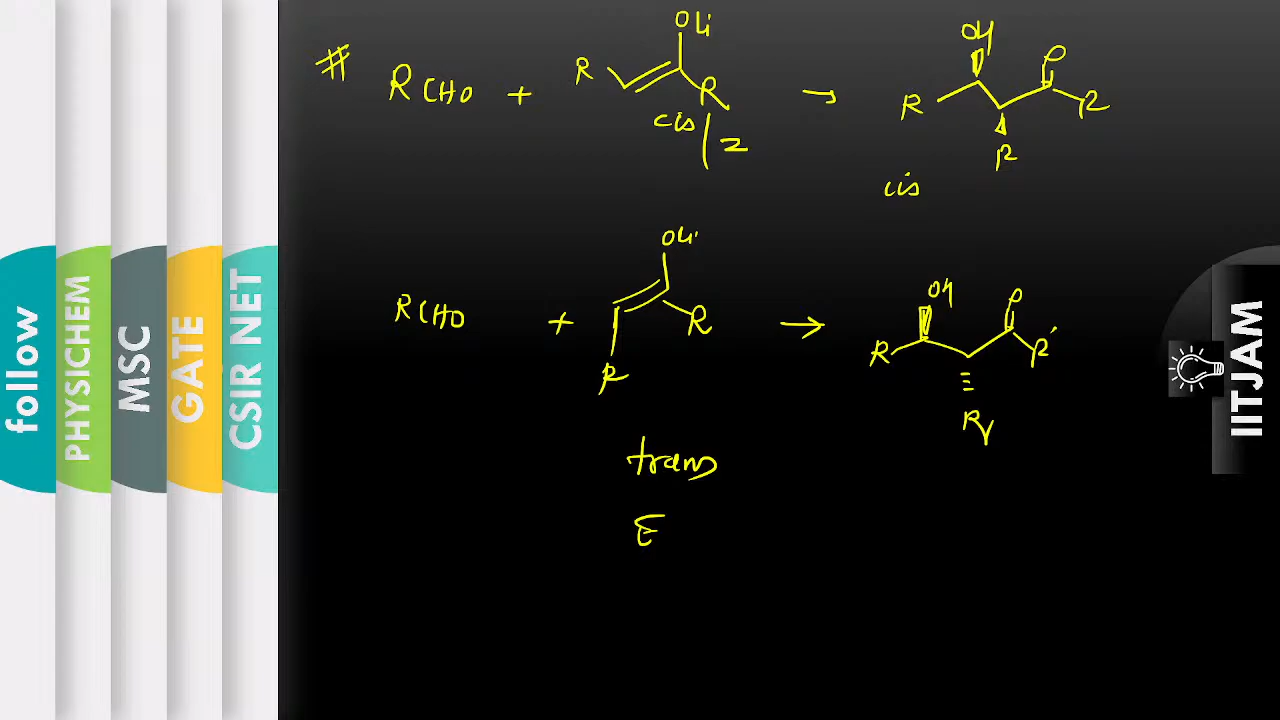 follow
PHYSICHEM
MSC
GATE
CSIR NET
IITJAM
# RCHO + R OLi R →
cis / Z
R OH O R R
cis
RCHO + OLi R R →
R OH O R' R
trans
E